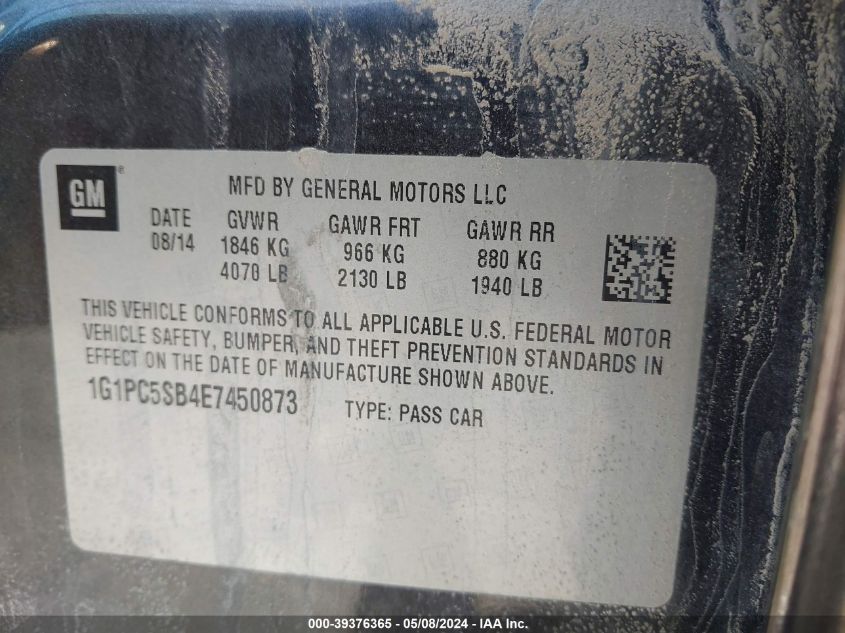 GM ®
MFD BY GENERAL MOTORS LLC
DATE GVWR GAWR FRT GAWR RR
08/14 1846 KG 966 KG 880 KG
4070 LB 2130 LB 1940 LB
THIS VEHICLE CONFORMS TO ALL APPLICABLE U.S. FEDERAL MOTOR
VEHICLE SAFETY, BUMPER, AND THEFT PREVENTION STANDARDS IN
EFFECT ON THE DATE OF MANUFACTURE SHOWN ABOVE.
1G1PC5SB4E7450873 TYPE: PASS CAR
000-39376365 - 05/08/2024 - IAA Inc.